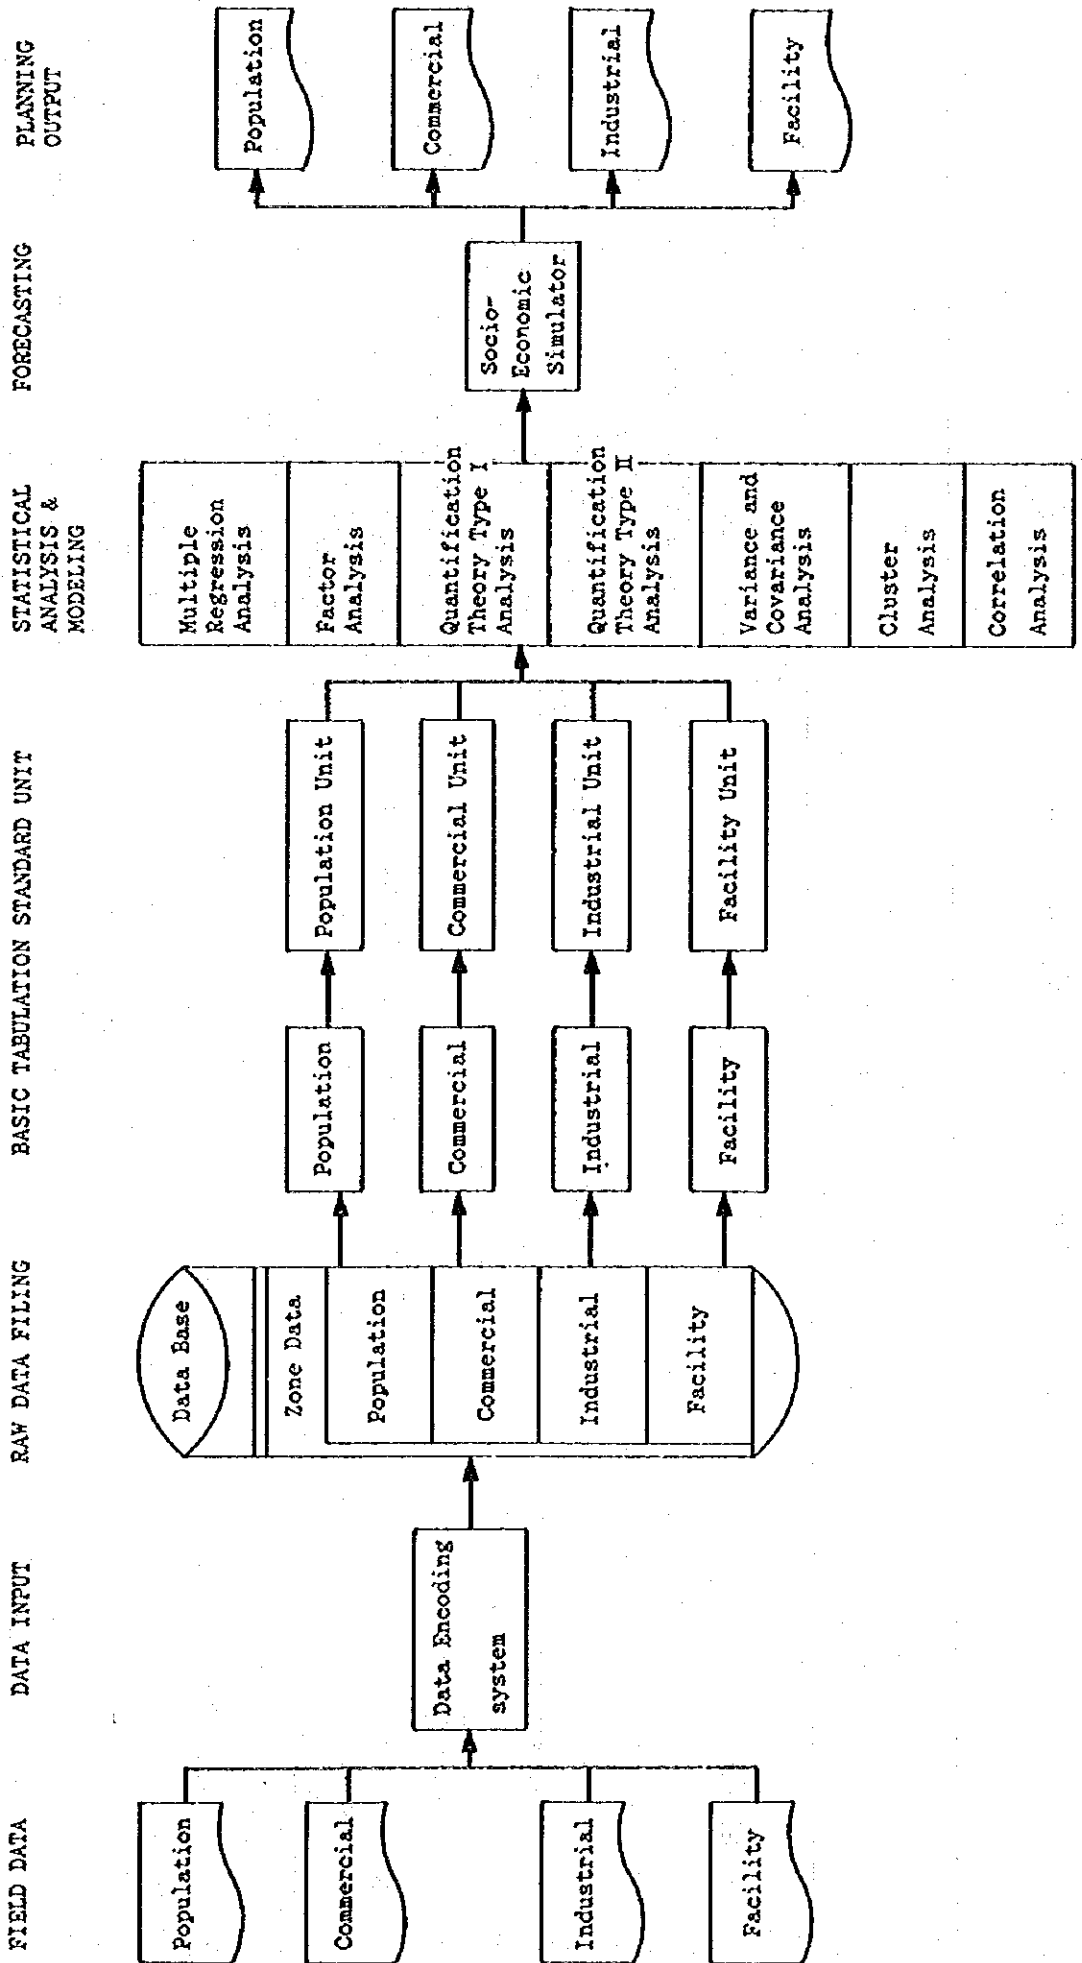 FIELD DATA
DATA INPUT
RAW DATA FILING
BASIC TABULATION STANDARD UNIT
STATISTICAL
ANALYSIS &
MODELING
FORECASTING
PLANNING
OUTPUT
Population
Commercial
Industrial
Facility
Data Encoding
system
Data Base
Zone Data
Population
Commercial
Industrial
Facility
Population
Commercial
Industrial
Facility
Population Unit
Commercial Unit
Industrial Unit
Facility Unit
Multiple
Regression
Analysis
Factor
Analysis
Quantification
Theory Type I
Analysis
Quantification
Theory Type II
Analysis
Variance and
Covariance
Analysis
Cluster
Analysis
Correlation
Analysis
Socio-
Economic
Simulator
Population
Commercial
Industrial
Facility